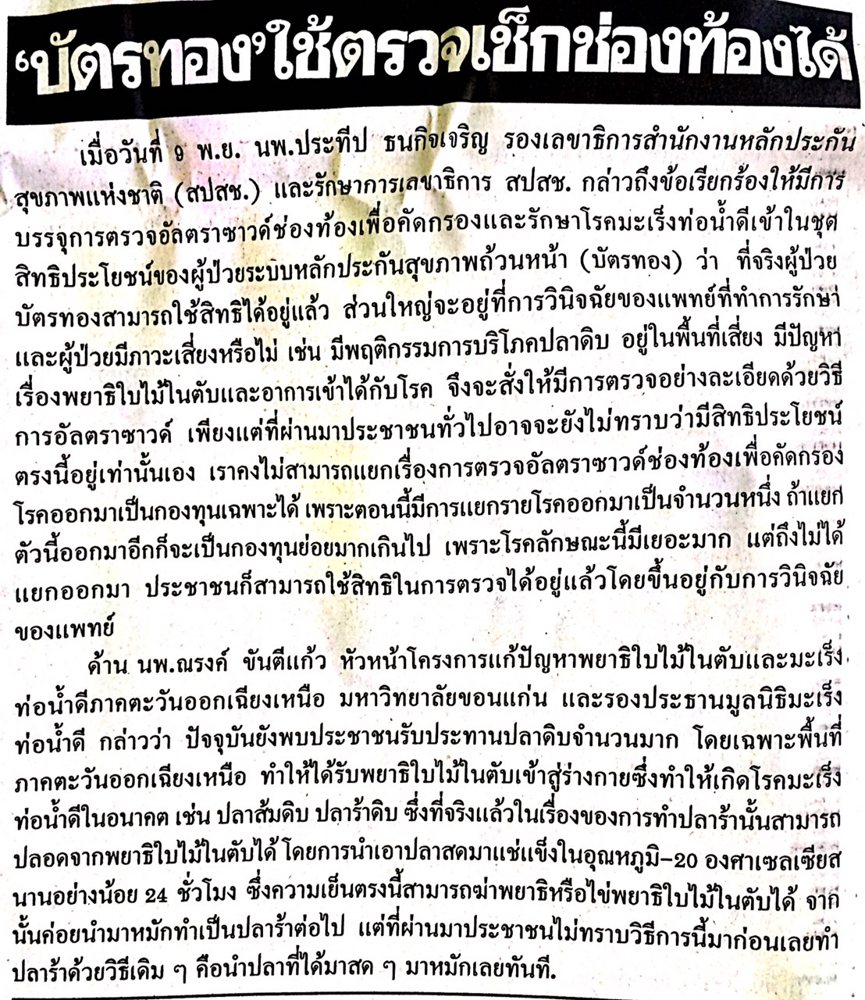 ‘บัตรทอง’ใช้ตรวจเช็กช่องท้องได้
เมื่อวันที่ 9 พ.ย. นพ.ประทีป ธนกิจเจริญ รองเลขาธิการสำนักงานหลักประกัน
สุขภาพแห่งชาติ (สปสช.) และรักษาการเลขาธิการ สปสช. กล่าวถึงข้อเรียกร้องให้มีการ
บรรจุการตรวจอัลตราซาวด์ช่องท้องเพื่อคัดกรองและรักษาโรคมะเร็งท่อน้ำดีเข้าในชุด
สิทธิประโยชน์ของผู้ป่วยระบบหลักประกันสุขภาพถ้วนหน้า (บัตรทอง) ว่า ที่จริงผู้ป่วย
บัตรทองสามารถใช้สิทธิได้อยู่แล้ว ส่วนใหญ่จะอยู่ที่การวินิจฉัยของแพทย์ที่ทำการรักษา
และผู้ป่วยมีภาวะเสี่ยงหรือไม่ เช่น มีพฤติกรรมการบริโภคปลาดิบ อยู่ในพื้นที่เสี่ยง มีปัญหา
เรื่องพยาธิใบไม้ในตับและอาการเข้าได้กับโรค จึงจะสั่งให้มีการตรวจอย่างละเอียดด้วยวิธี
การอัลตราซาวด์ เพียงแต่ที่ผ่านมาประชาชนทั่วไปอาจจะยังไม่ทราบว่ามีสิทธิประโยชน์
ตรงนี้อยู่เท่านั้นเอง เราคงไม่สามารถแยกเรื่องการตรวจอัลตราซาวด์ช่องท้องเพื่อคัดกรอง
โรคออกมาเป็นกองทุนเฉพาะได้ เพราะตอนนี้มีการแยกรายโรคออกมาเป็นจำนวนหนึ่ง ถ้าแยก
ตัวนี้ออกมาอีกก็จะเป็นกองทุนย่อยมากเกินไป เพราะโรคลักษณะนี้มีเยอะมาก แต่ถึงไม่ได้
แยกออกมา ประชาชนก็สามารถใช้สิทธิในการตรวจได้อยู่แล้วโดยขึ้นอยู่กับการวินิจฉัย
ของแพทย์
ด้าน นพ.ณรงค์ ขันตีแก้ว หัวหน้าโครงการแก้ปัญหาพยาธิใบไม้ในตับและมะเร็ง
ท่อน้ำดีภาคตะวันออกเฉียงเหนือ มหาวิทยาลัยขอนแก่น และรองประธานมูลนิธิมะเร็ง
ท่อน้ำดี กล่าวว่า ปัจจุบันยังพบประชาชนรับประทานปลาดิบจำนวนมาก โดยเฉพาะพื้นที่
ภาคตะวันออกเฉียงเหนือ ทำให้ได้รับพยาธิใบไม้ในตับเข้าสู่ร่างกายซึ่งทำให้เกิดโรคมะเร็ง
ท่อน้ำดีในอนาคต เช่น ปลาส้มดิบ ปลาร้าดิบ ซึ่งที่จริงแล้วในเรื่องของการทำปลาร้านั้นสามารถ
ปลอดจากพยาธิใบไม้ในตับได้ โดยการนำเอาปลาสดมาแช่แข็งในอุณหภูมิ-20 องศาเซลเซียส
นานอย่างน้อย 24 ชั่วโมง ซึ่งความเย็นตรงนี้สามารถฆ่าพยาธิหรือไข่พยาธิใบไม้ในตับได้ จาก
นั้นค่อยนำมาหมักทำเป็นปลาร้าต่อไป แต่ที่ผ่านมาประชาชนไม่ทราบวิธีการนี้มาก่อนเลยทำ
ปลาร้าด้วยวิธีเดิม ๆ คือนำปลาที่ได้มาสด ๆ มาหมักเลยทันที.